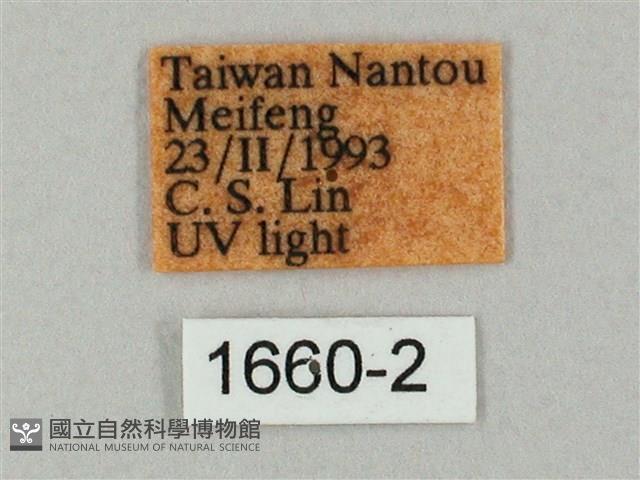 Taiwan Nantou
Meifeng
23/II/1993
C. S. Lin
UV light
1660-2
國立自然科學博物館
NATIONAL MUSEUM OF NATURAL SCIENCE